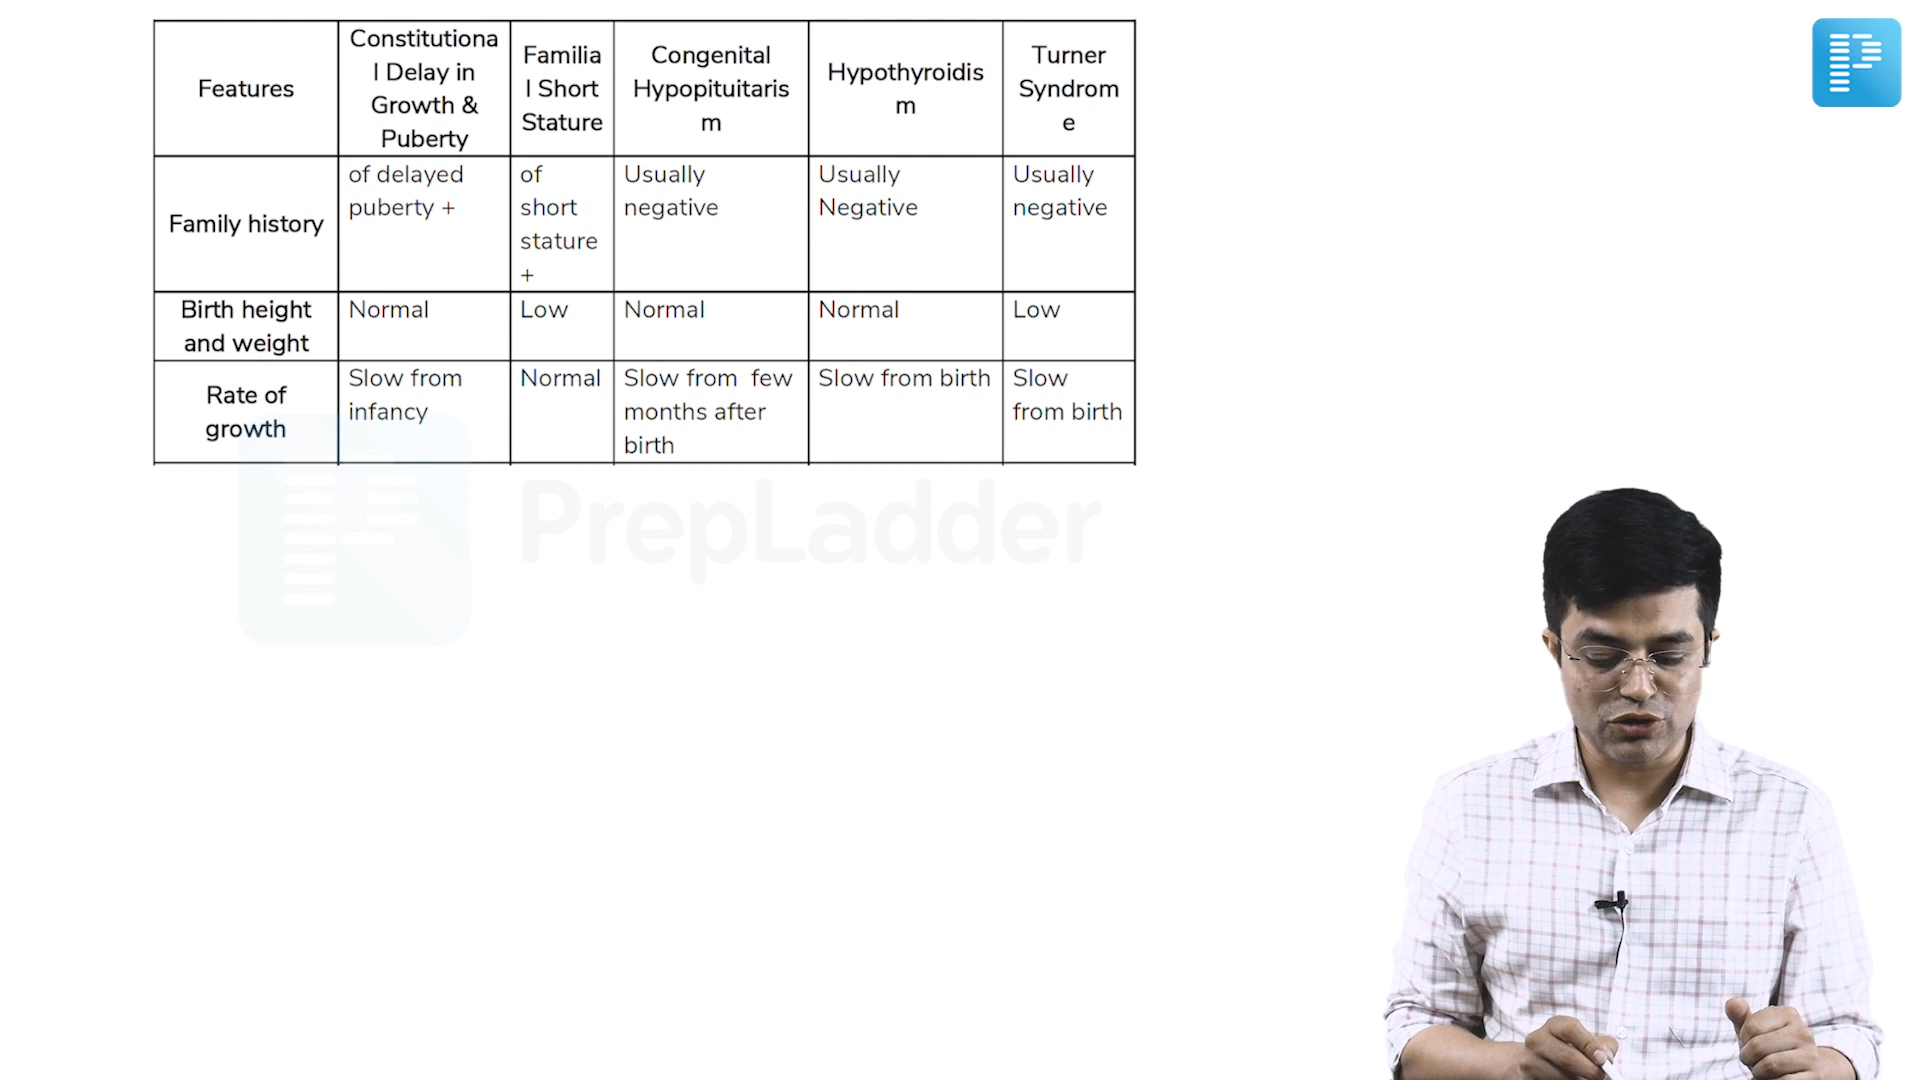 Features
Constitutiona
l Delay in
Growth &
Puberty
Familia
l Short
Stature
Congenital
Hypopituitaris
m
Hypothyroidis
m
Turner
Syndrom
e
Family history
of delayed
puberty +
of
short
stature
+
Usually
negative
Usually
Negative
Usually
negative
Birth height
and weight
Normal
Low
Normal
Normal
Low
Rate of
growth
Slow from
infancy
Normal
Slow from  few
months after
birth
Slow from birth
Slow
from birth
PrepLadder